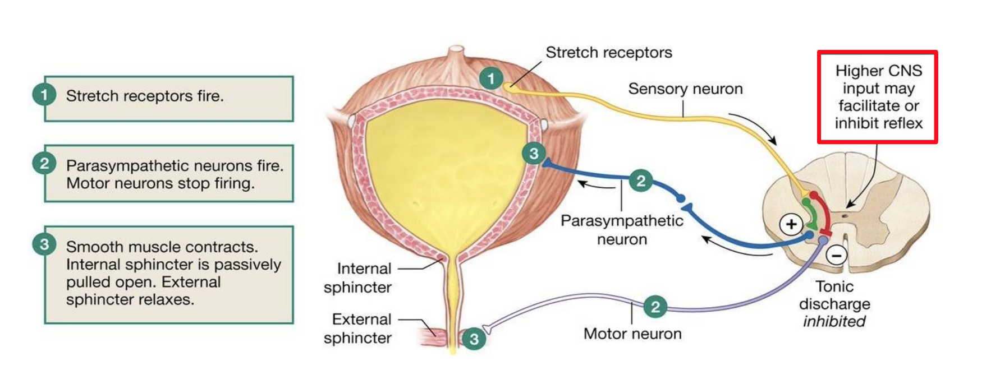 1 Stretch receptors fire.
2 Parasympathetic neurons fire.
Motor neurons stop firing.
3 Smooth muscle contracts.
Internal sphincter is passively
pulled open. External
sphincter relaxes.
Stretch receptors
1
Sensory neuron
Higher CNS
input may
facilitate or
inhibit reflex
3
2
Parasympathetic
neuron
+
−
Internal
sphincter
External
sphincter
3
2
Motor neuron
Tonic
discharge
inhibited